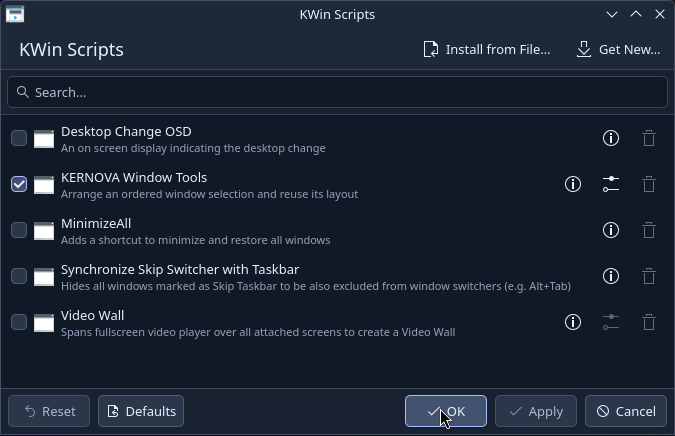 KWin Scripts
KWin Scripts
Install from File...
Get New...
Search...
Desktop Change OSD
An on screen display indicating the desktop change
KERNOVA Window Tools
Arrange an ordered window selection and reuse its layout
MinimizeAll
Adds a shortcut to minimize and restore all windows
Synchronize Skip Switcher with Taskbar
Hides all windows marked as Skip Taskbar to be also excluded from window switchers (e.g. Alt+Tab)
Video Wall
Spans fullscreen video player over all attached screens to create a Video Wall
Reset
Defaults
OK
Apply
Cancel